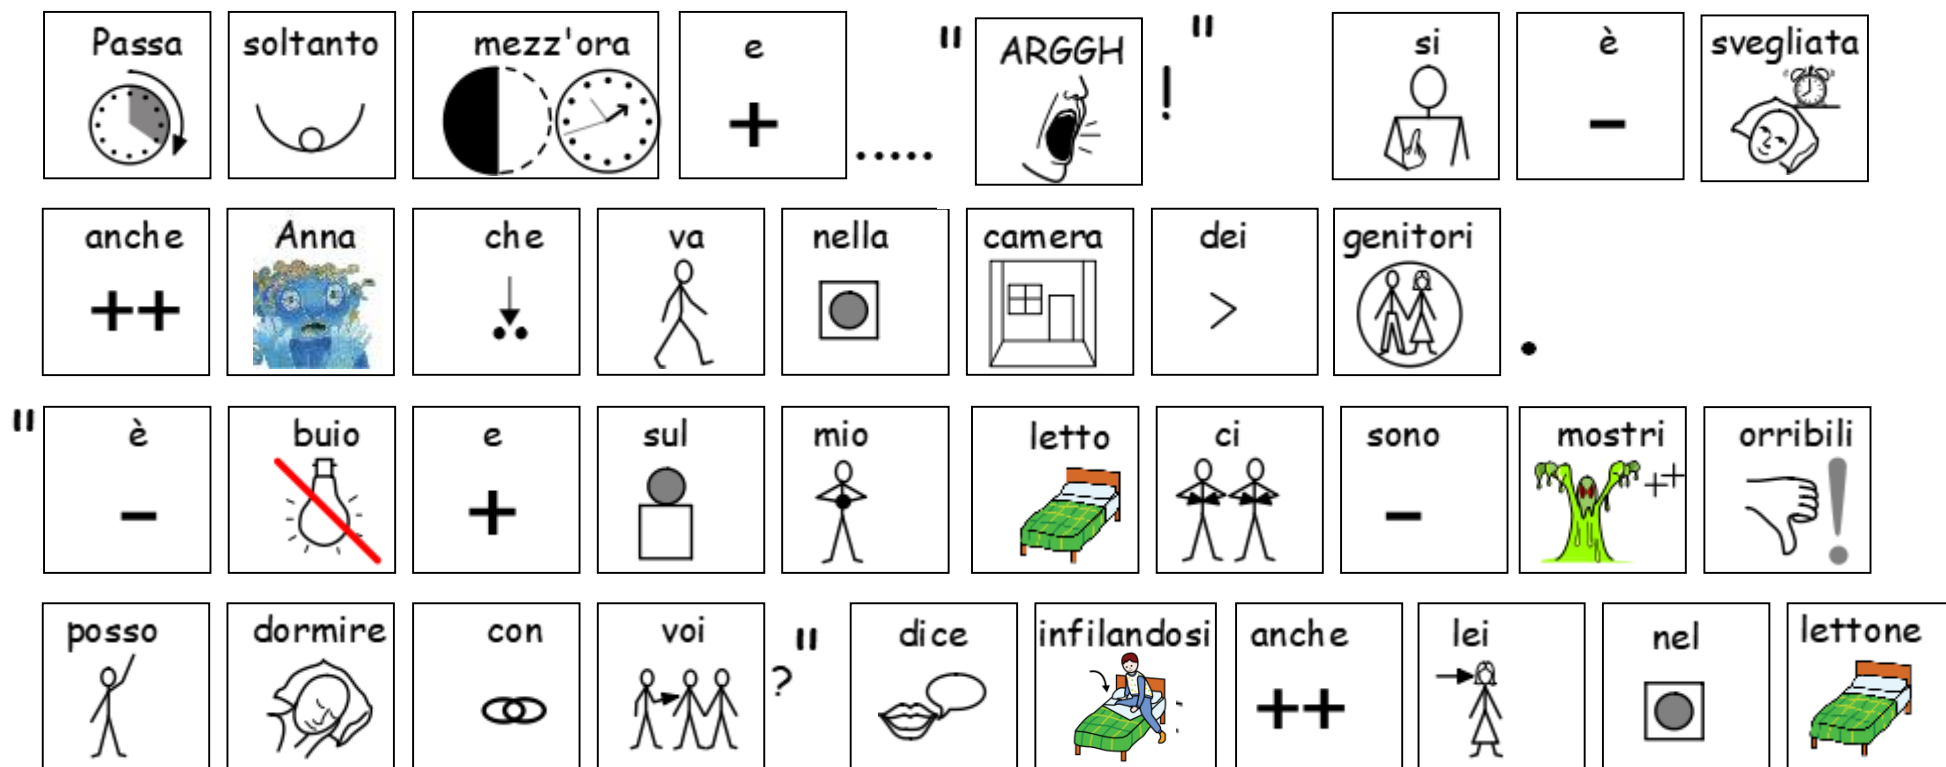 Passa soltanto mezz'ora e ..... "ARGGH!" si è svegliata
anche Anna che va nella camera dei genitori.
"è buio e sul mio letto ci sono mostri orribili
posso dormire con voi?" dice infilandosi anche lei nel lettone